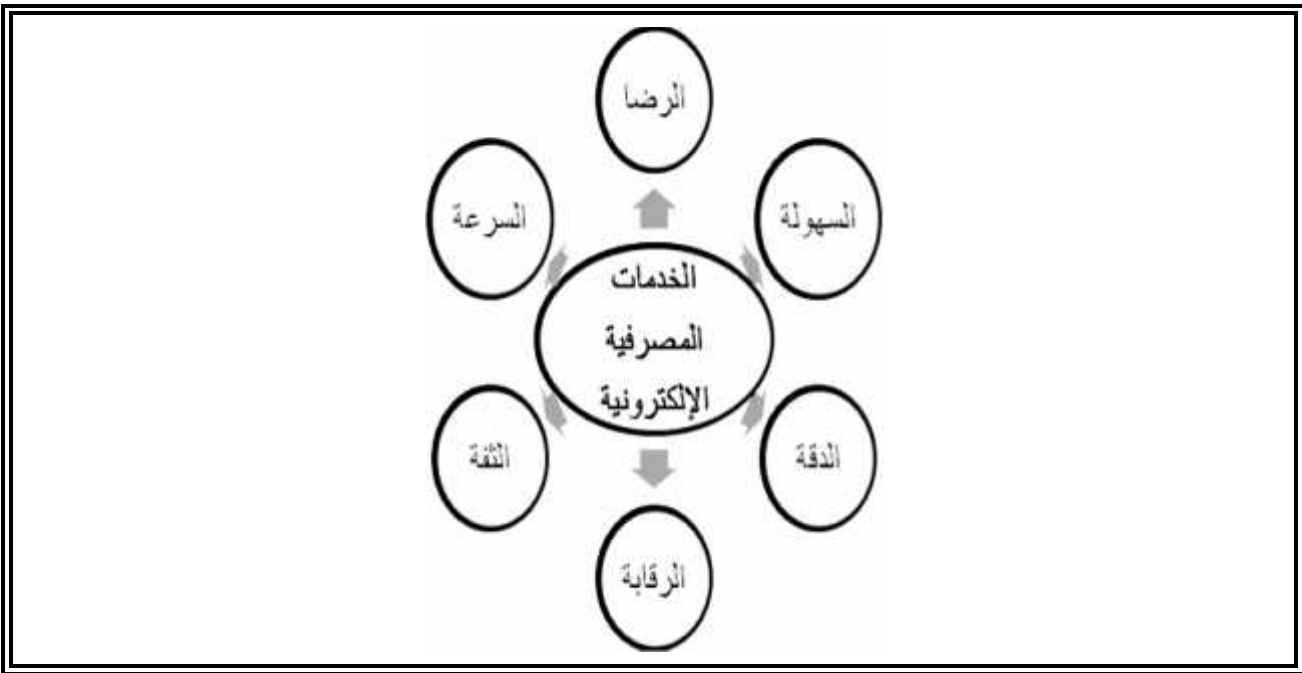 الرضا
السهولة
السرعة
الخدمات
المصرفية
الإلكترونية
الدقة
الثقة
الرقابة